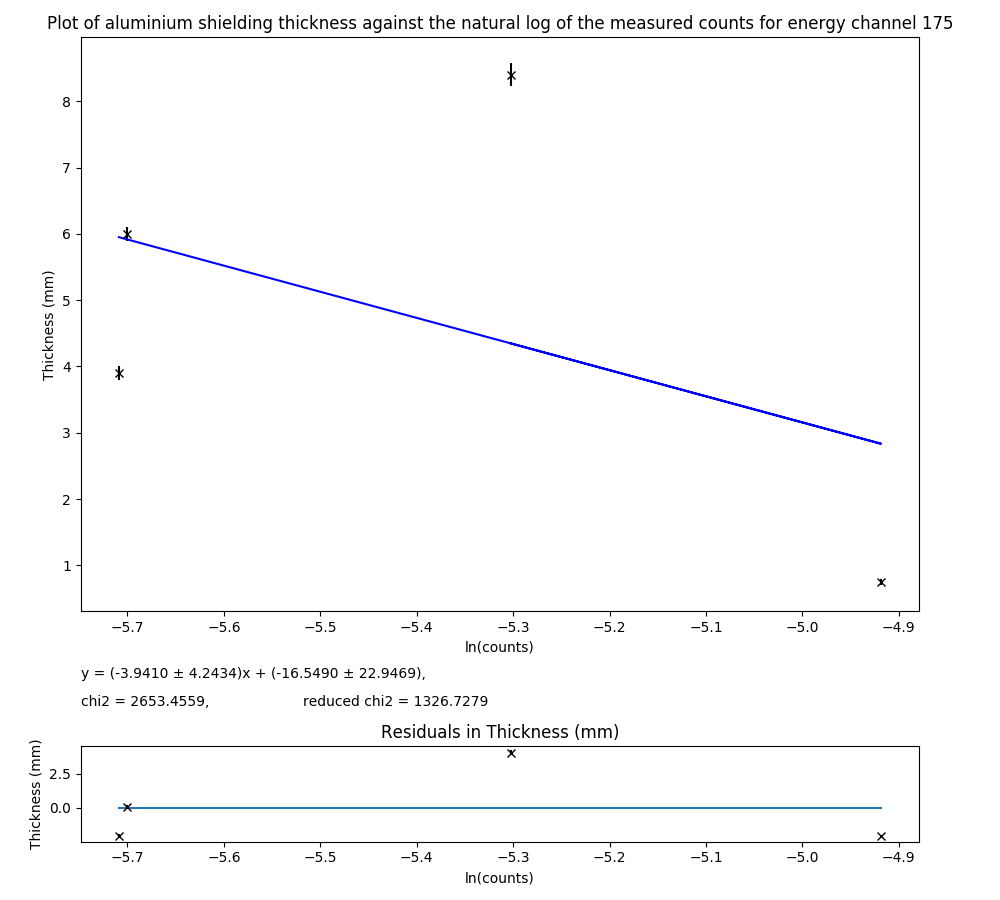 Plot of aluminium shielding thickness against the natural log of the measured counts for energy channel 175
Thickness (mm)
8
7
6
5
4
3
2
1
−5.7 −5.6 −5.5 −5.4 −5.3 −5.2 −5.1 −5.0 −4.9
ln(counts)
y = (-3.9410 ± 4.2434)x + (-16.5490 ± 22.9469),
chi2 = 2653.4559, reduced chi2 = 1326.7279
Residuals in Thickness (mm)
Thickness (mm)
2.5
0.0
−5.7 −5.6 −5.5 −5.4 −5.3 −5.2 −5.1 −5.0 −4.9
ln(counts)